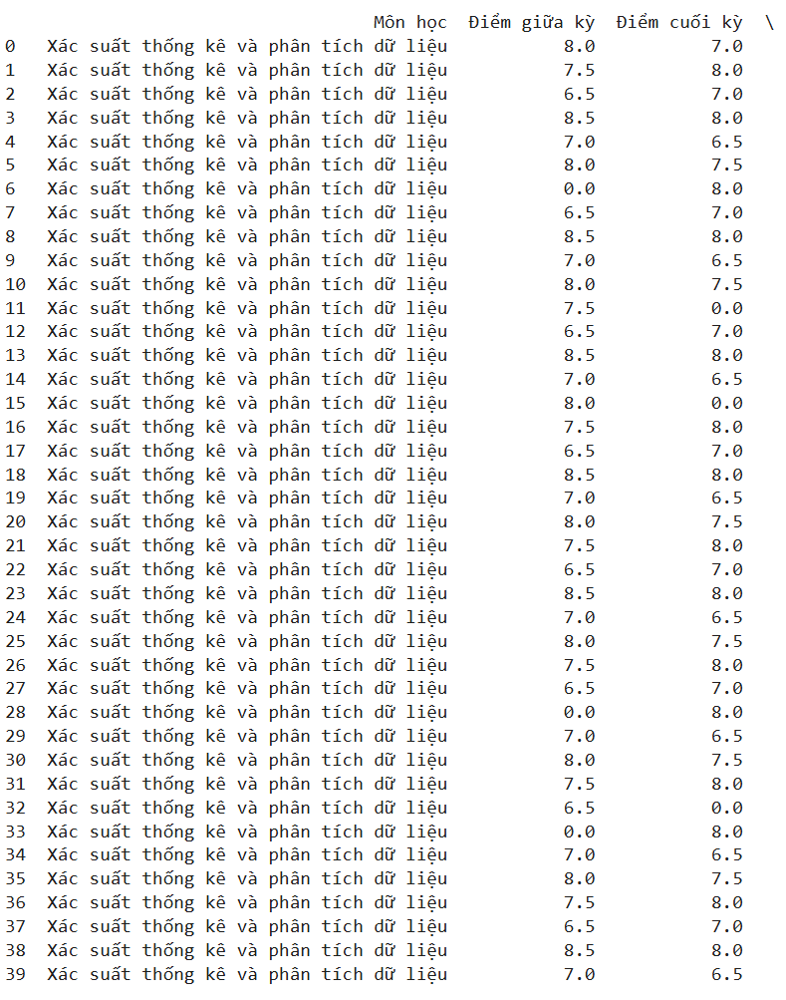 Môn học Điểm giữa kỳ Điểm cuối kỳ \
0 Xác suất thống kê và phân tích dữ liệu 8.0 7.0
1 Xác suất thống kê và phân tích dữ liệu 7.5 8.0
2 Xác suất thống kê và phân tích dữ liệu 6.5 7.0
3 Xác suất thống kê và phân tích dữ liệu 8.5 8.0
4 Xác suất thống kê và phân tích dữ liệu 7.0 6.5
5 Xác suất thống kê và phân tích dữ liệu 8.0 7.5
6 Xác suất thống kê và phân tích dữ liệu 0.0 8.0
7 Xác suất thống kê và phân tích dữ liệu 6.5 7.0
8 Xác suất thống kê và phân tích dữ liệu 8.5 8.0
9 Xác suất thống kê và phân tích dữ liệu 7.0 6.5
10 Xác suất thống kê và phân tích dữ liệu 8.0 7.5
11 Xác suất thống kê và phân tích dữ liệu 7.5 0.0
12 Xác suất thống kê và phân tích dữ liệu 6.5 7.0
13 Xác suất thống kê và phân tích dữ liệu 8.5 8.0
14 Xác suất thống kê và phân tích dữ liệu 7.0 6.5
15 Xác suất thống kê và phân tích dữ liệu 8.0 0.0
16 Xác suất thống kê và phân tích dữ liệu 7.5 8.0
17 Xác suất thống kê và phân tích dữ liệu 6.5 7.0
18 Xác suất thống kê và phân tích dữ liệu 8.5 8.0
19 Xác suất thống kê và phân tích dữ liệu 7.0 6.5
20 Xác suất thống kê và phân tích dữ liệu 8.0 7.5
21 Xác suất thống kê và phân tích dữ liệu 7.5 8.0
22 Xác suất thống kê và phân tích dữ liệu 6.5 7.0
23 Xác suất thống kê và phân tích dữ liệu 8.5 8.0
24 Xác suất thống kê và phân tích dữ liệu 7.0 6.5
25 Xác suất thống kê và phân tích dữ liệu 8.0 7.5
26 Xác suất thống kê và phân tích dữ liệu 7.5 8.0
27 Xác suất thống kê và phân tích dữ liệu 6.5 7.0
28 Xác suất thống kê và phân tích dữ liệu 0.0 8.0
29 Xác suất thống kê và phân tích dữ liệu 7.0 6.5
30 Xác suất thống kê và phân tích dữ liệu 8.0 7.5
31 Xác suất thống kê và phân tích dữ liệu 7.5 8.0
32 Xác suất thống kê và phân tích dữ liệu 6.5 0.0
33 Xác suất thống kê và phân tích dữ liệu 0.0 8.0
34 Xác suất thống kê và phân tích dữ liệu 7.0 6.5
35 Xác suất thống kê và phân tích dữ liệu 8.0 7.5
36 Xác suất thống kê và phân tích dữ liệu 7.5 8.0
37 Xác suất thống kê và phân tích dữ liệu 6.5 7.0
38 Xác suất thống kê và phân tích dữ liệu 8.5 8.0
39 Xác suất thống kê và phân tích dữ liệu 7.0 6.5